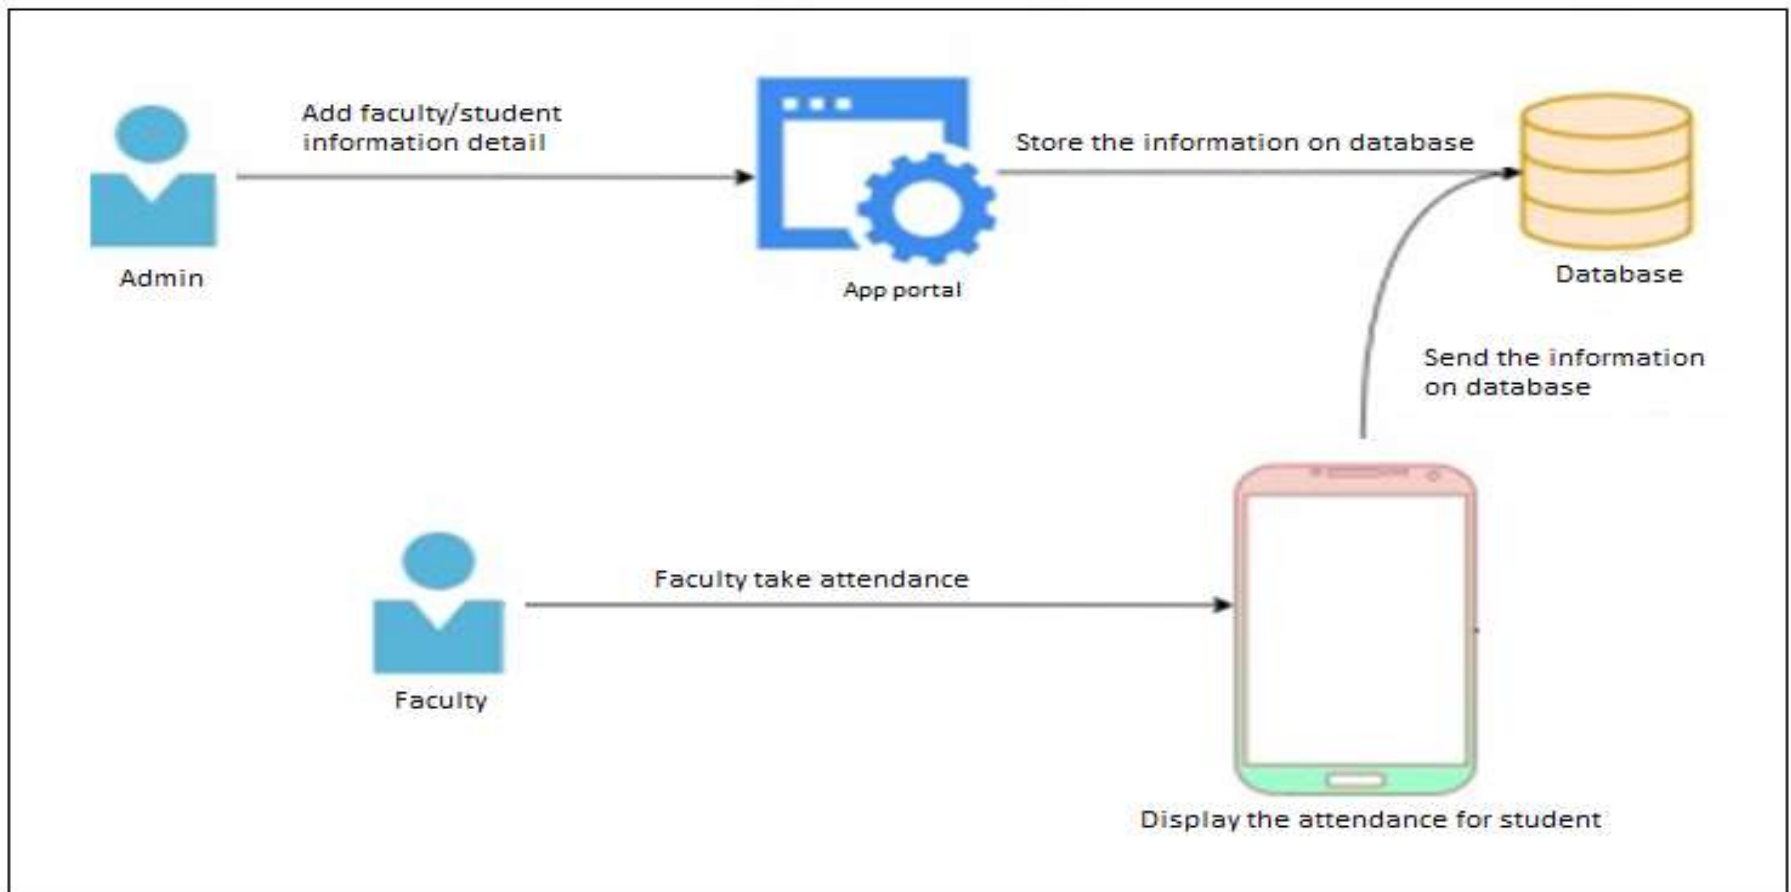 Add faculty/student
information detail
Store the information on database
Admin
App portal
Database
Send the information
on database
Faculty take attendance
Faculty
Display the attendance for student